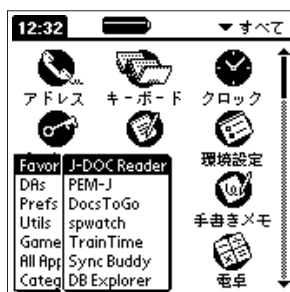 12:32 ▼ すべて
アドレス キーボード クロック
環境設定
手書きメモ
電卓
Favor
DAs
Prefs
Utils
Game
All App
Categ
J-DOC Reader
PEM-J
DocsToGo
spwatch
TrainTime
Sync Buddy
DB Explorer